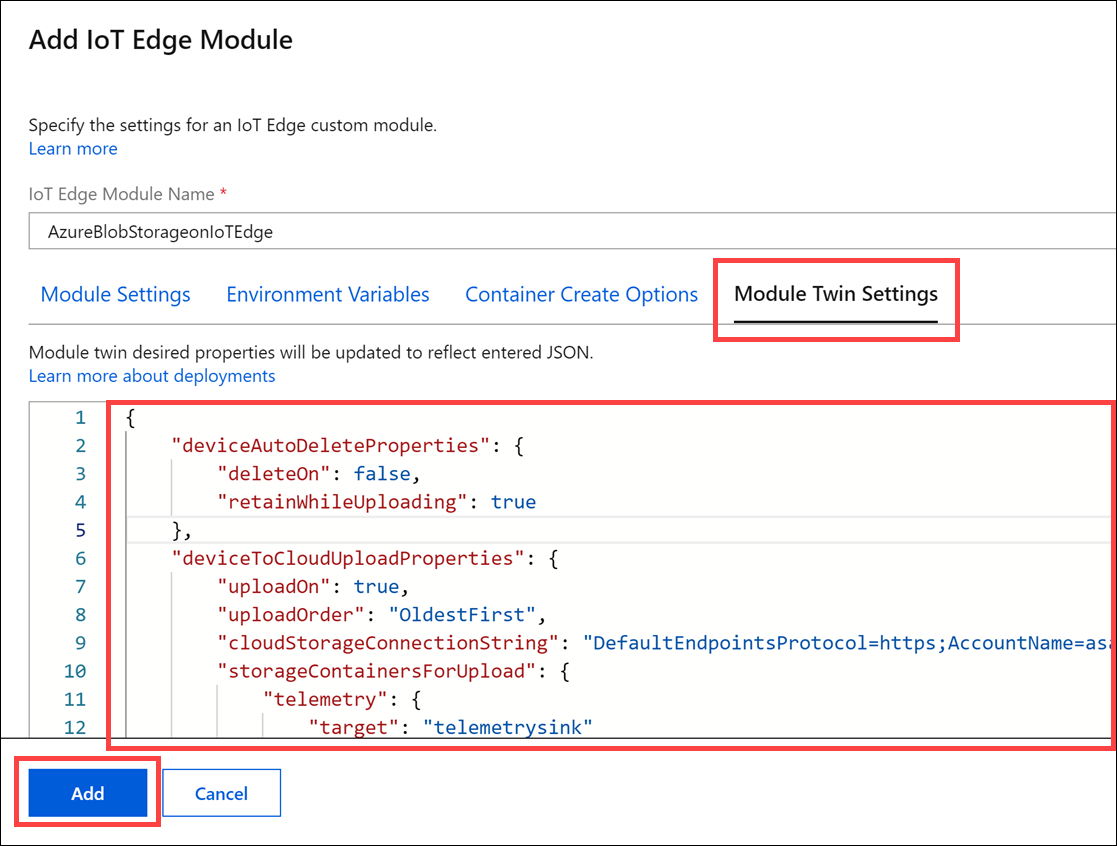 Add IoT Edge Module
Specify the settings for an IoT Edge custom module.
Learn more
IoT Edge Module Name *
AzureBlobStorageonIoTEdge
Module Settings Environment Variables Container Create Options Module Twin Settings
Module twin desired properties will be updated to reflect entered JSON.
Learn more about deployments
1 {
2 "deviceAutoDeleteProperties": {
3 "deleteOn": false,
4 "retainWhileUploading": true
5 },
6 "deviceToCloudUploadProperties": {
7 "uploadOn": true,
8 "uploadOrder": "OldestFirst",
9 "cloudStorageConnectionString": "DefaultEndpointsProtocol=https;AccountName=asa
10 "storageContainersForUpload": {
11 "telemetry": {
12 "target": "telemetrysink"
Add Cancel